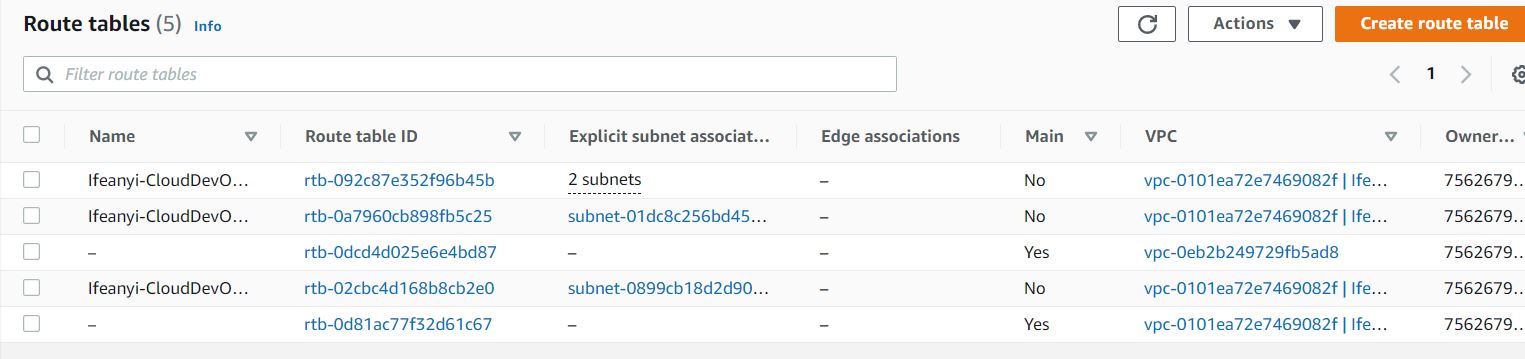 Route tables (5) Info
Actions ▼ Create route table
Filter route tables
1
Name Route table ID Explicit subnet associat... Edge associations Main VPC Owner...
Ifeanyi-CloudDevO... rtb-092c87e352f96b45b 2 subnets – No vpc-0101ea72e7469082f | Ife... 7562679...
Ifeanyi-CloudDevO... rtb-0a7960cb898fb5c25 subnet-01dc8c256bd45... – No vpc-0101ea72e7469082f | Ife... 7562679...
– rtb-0dcd4d025e6e4bd87 – – Yes vpc-0eb2b249729fb5ad8 7562679...
Ifeanyi-CloudDevO... rtb-02cbc4d168b8cb2e0 subnet-0899cb18d2d90... – No vpc-0101ea72e7469082f | Ife... 7562679...
– rtb-0d81ac77f32d61c67 – – Yes vpc-0101ea72e7469082f | Ife... 7562679...